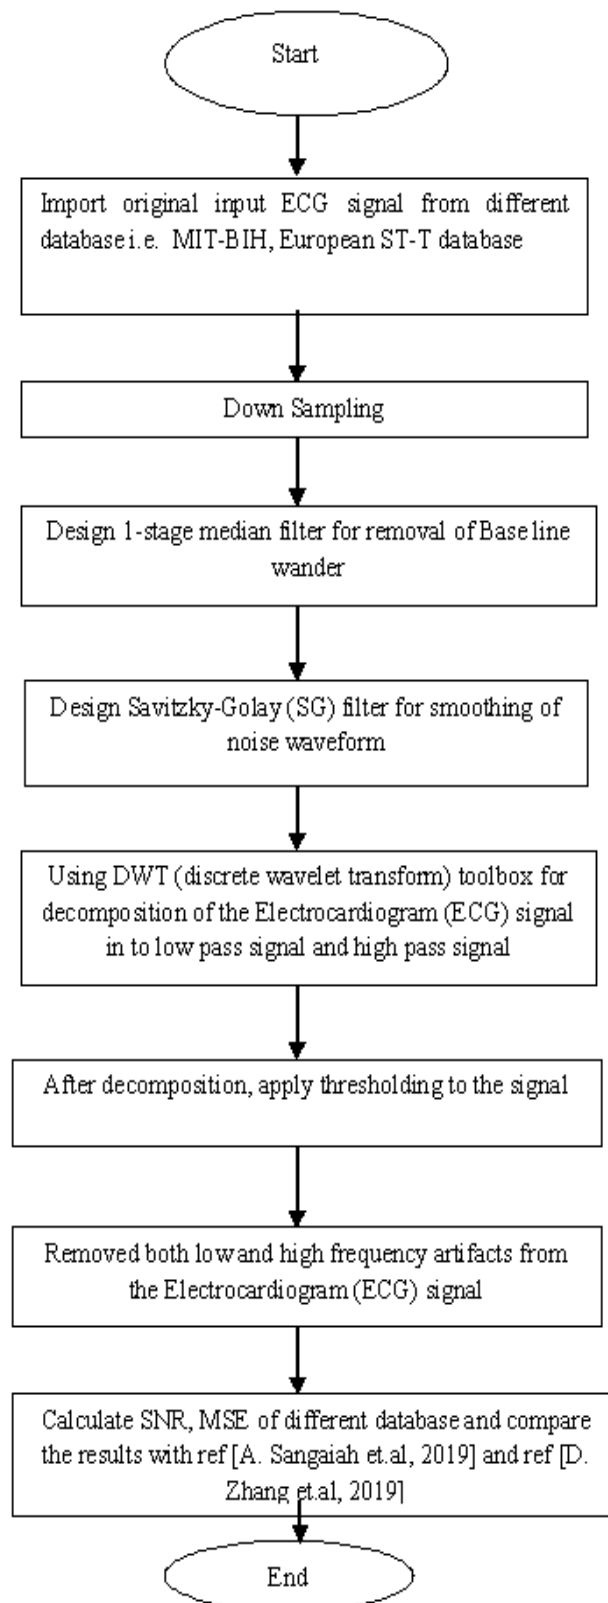 Start
Import original input ECG signal from different
database i.e. MIT-BIH, European ST-T database
Down Sampling
Design 1-stage median filter for removal of Base line
wander
Design Savitzky-Golay (SG) filter for smoothing of
noise waveform
Using DWT (discrete wavelet transform) toolbox for
decomposition of the Electrocardiogram (ECG) signal
in to low pass signal and high pass signal
After decomposition, apply thresholding to the signal
Removed both low and high frequency artifacts from
the Electrocardiogram (ECG) signal
Calculate SNR, MSE of different database and compare
the results with ref [A. Sangaiah et.al, 2019] and ref [D.
Zhang et.al, 2019]
End